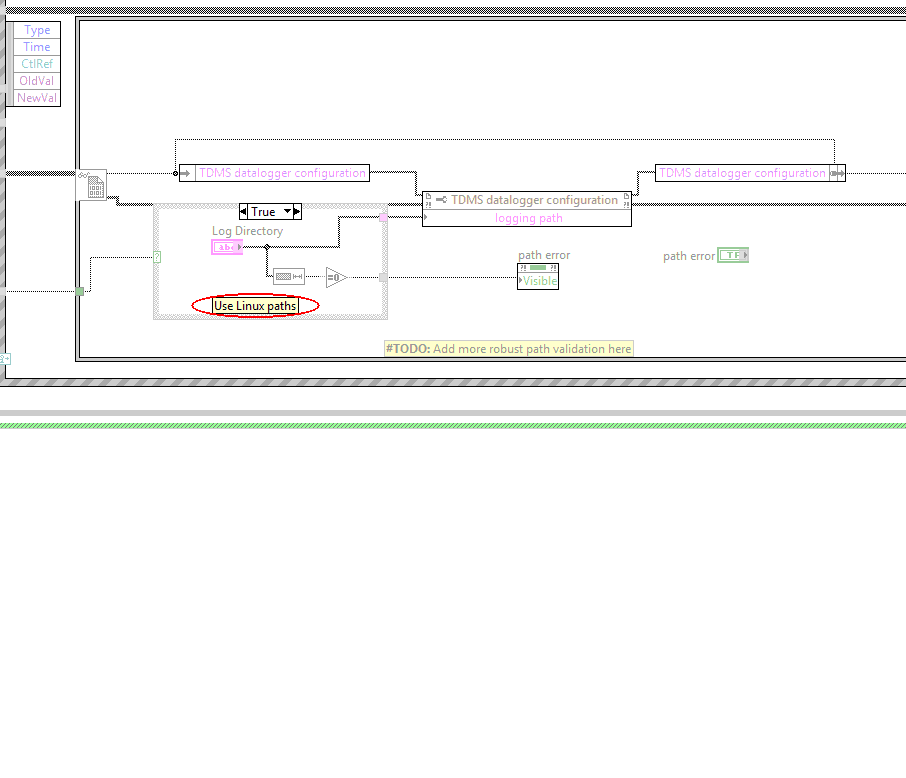 Type
Time
CtlRef
OldVal
NewVal
TDMS datalogger configuration
TDMS datalogger configuration
TDMS datalogger configuration
logging path
True
Log Directory
abc
?
=0
path error
?!
Visible
path error
TF
Use Linux paths
#TODO: Add more robust path validation here